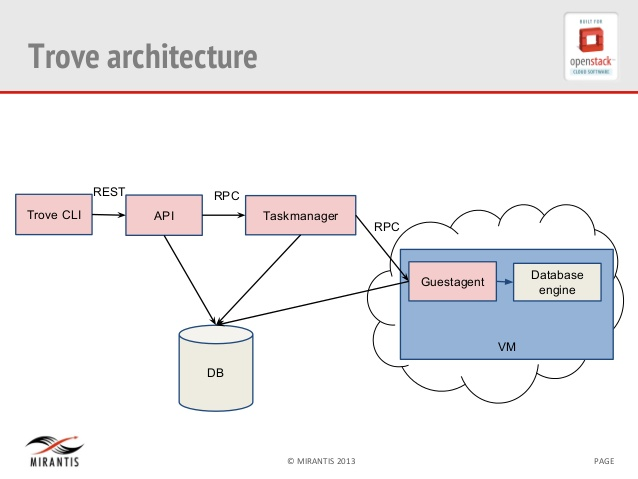 Trove architecture
BUILT FOR
openstack
CLOUD SOFTWARE
REST
RPC
Trove CLI
API
Taskmanager
RPC
Guestagent
Database
engine
VM
DB
MIRANTIS
© MIRANTIS 2013
PAGE